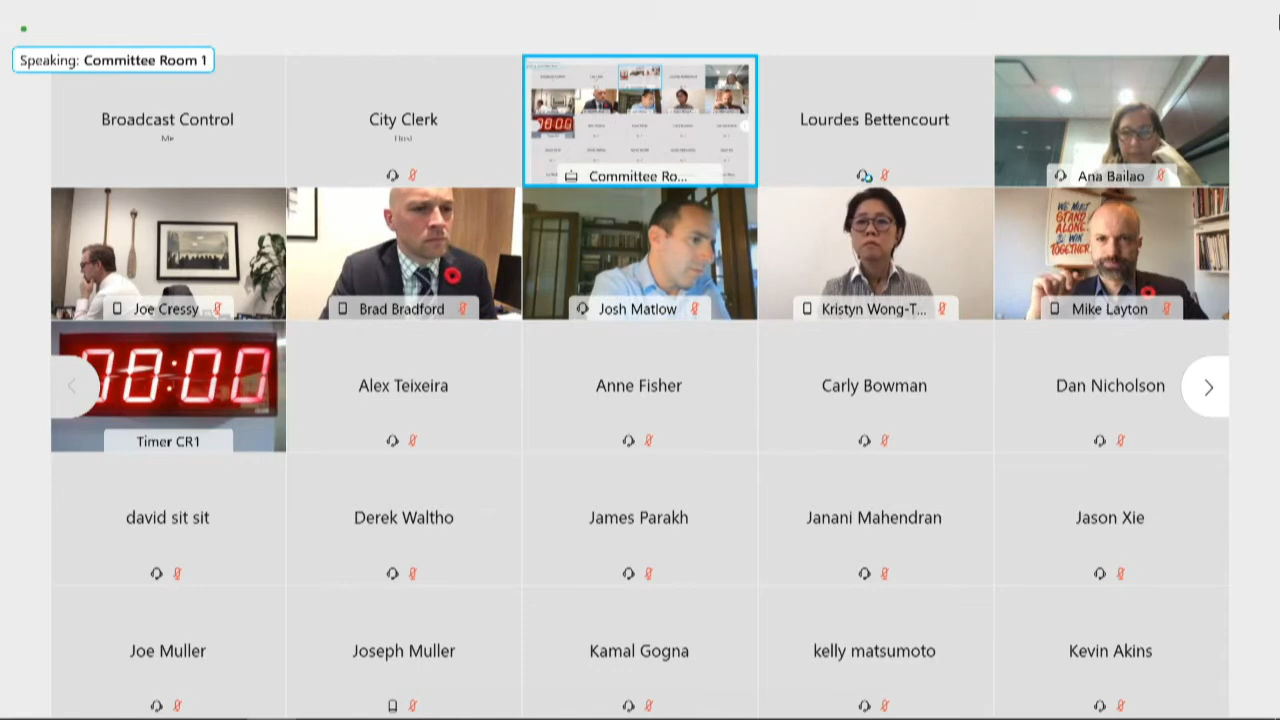 Speaking: Committee Room 1
Broadcast Control
Me
City Clerk
Host
Committee Ro...
Lourdes Bettencourt
Ana Bailao
Joe Cressy
Brad Bradford
Josh Matlow
Kristyn Wong-T...
WE MUST
STAND
ALONE.
TO WIN
TOGETHER
Mike Layton
08:00
Timer CR1
Alex Teixeira
Anne Fisher
Carly Bowman
Dan Nicholson
david sit sit
Derek Waltho
James Parakh
Janani Mahendran
Jason Xie
Joe Muller
Joseph Muller
Kamal Gogna
kelly matsumoto
Kevin Akins